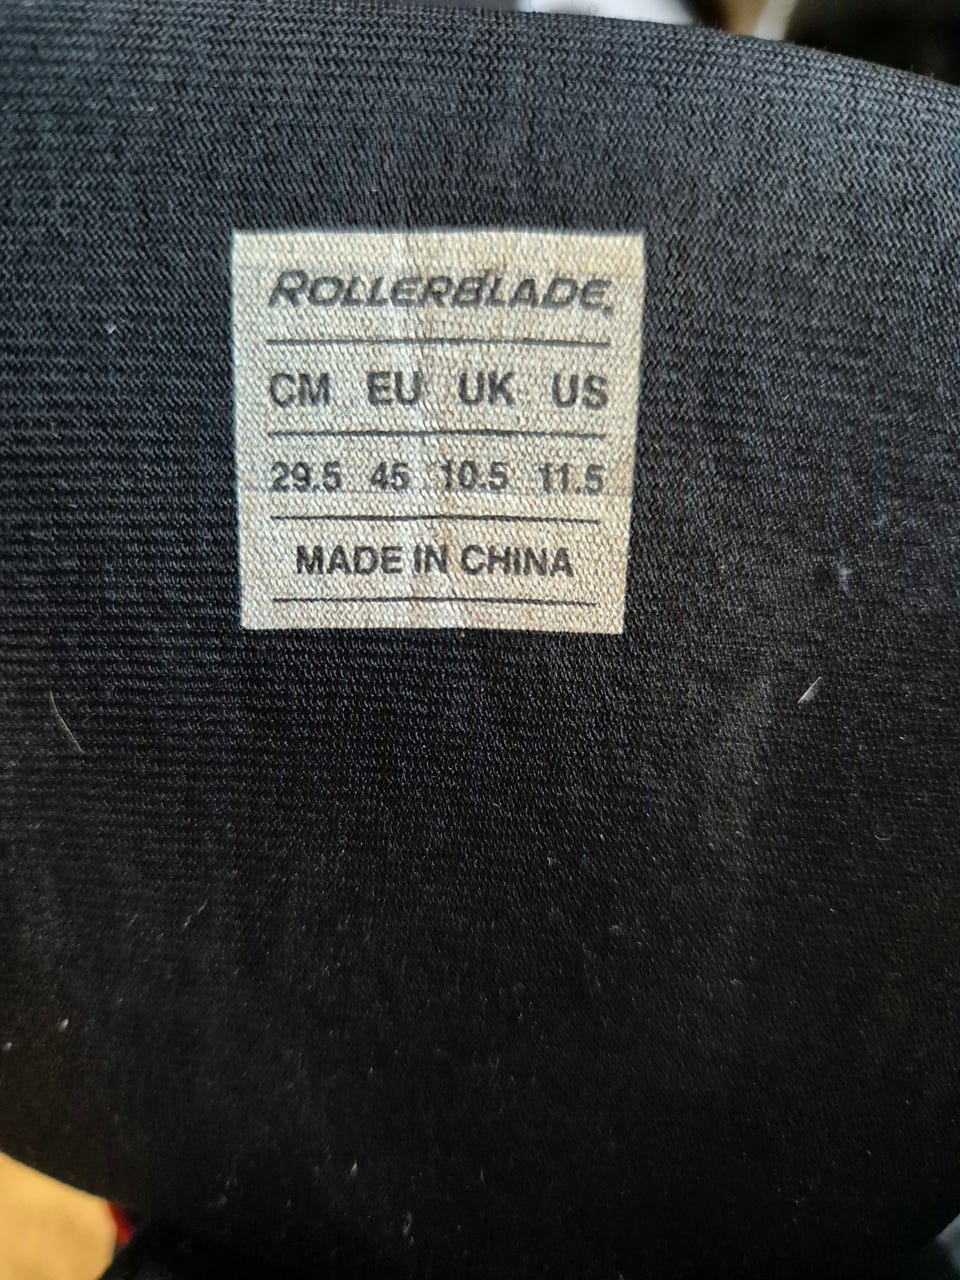 ROLLERBLADE.
CM EU UK US
29.5 45 10.5 11.5
MADE IN CHINA